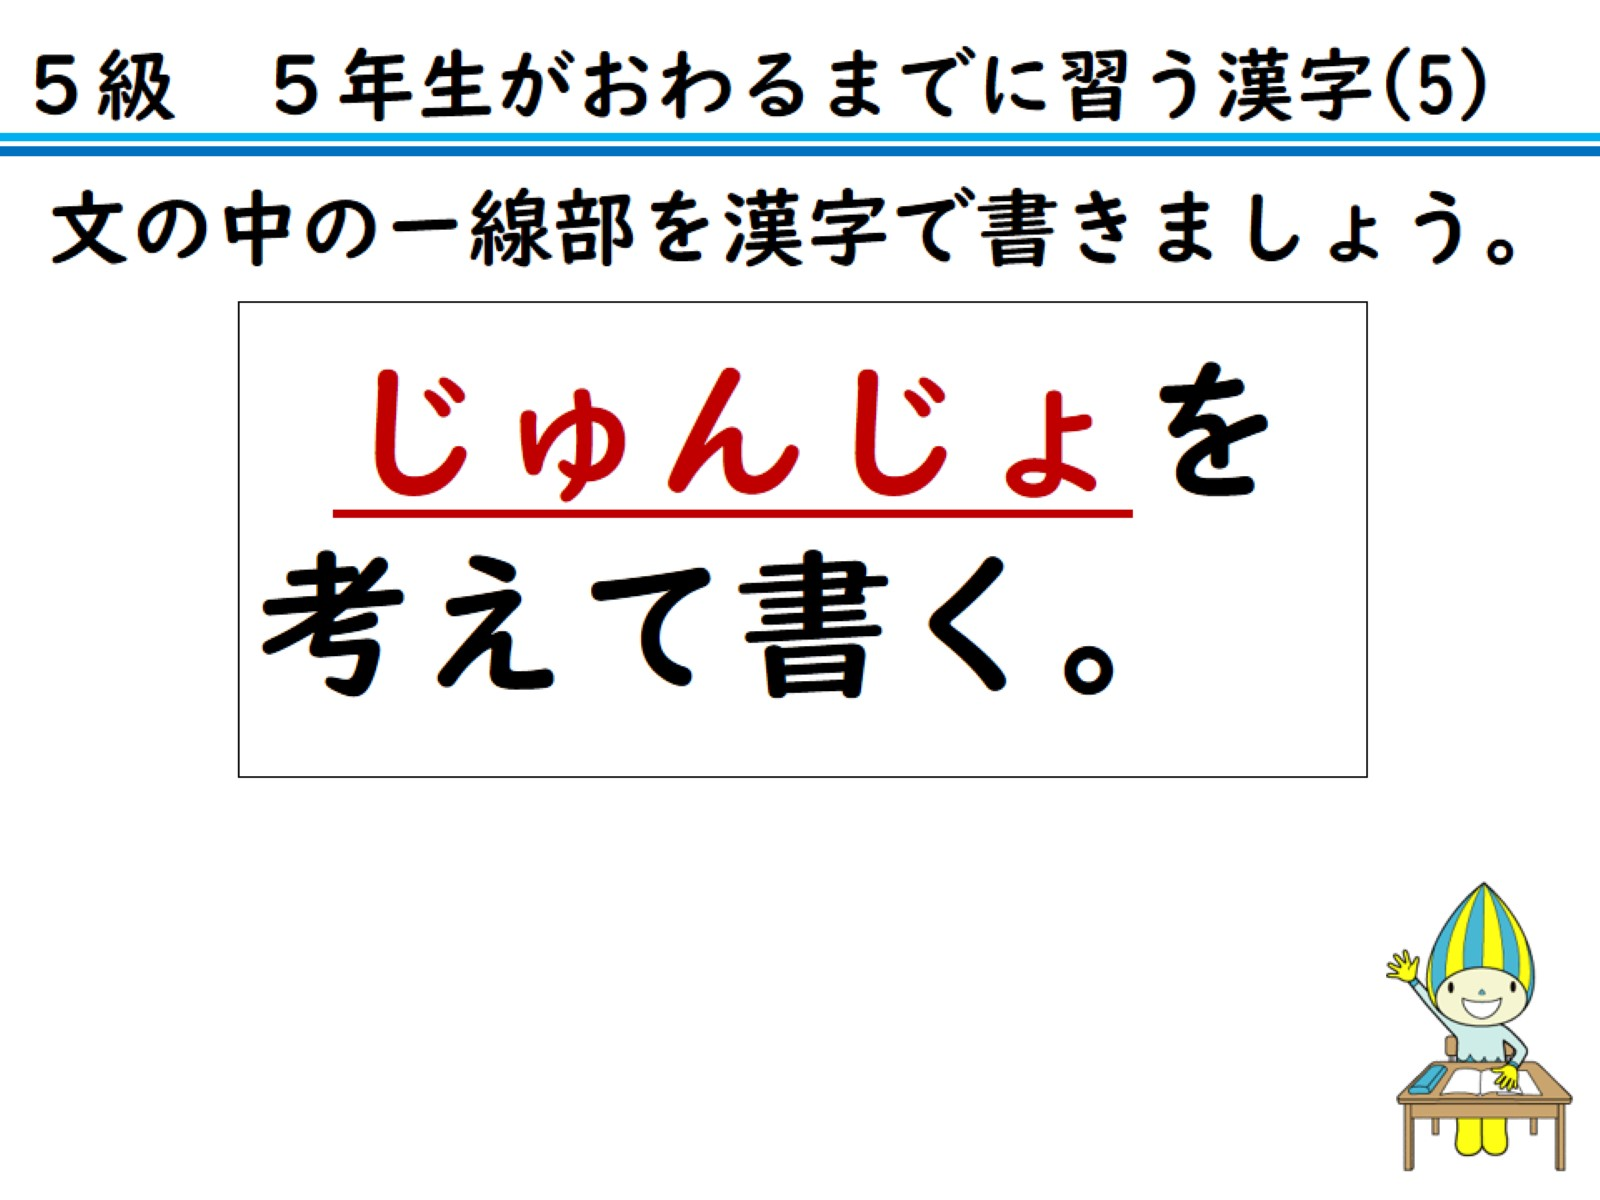 ５級　５年生がおわるまでに習う漢字(5)
文の中の―線部を漢字で書きましょう。
じゅんじょを
考えて書く。